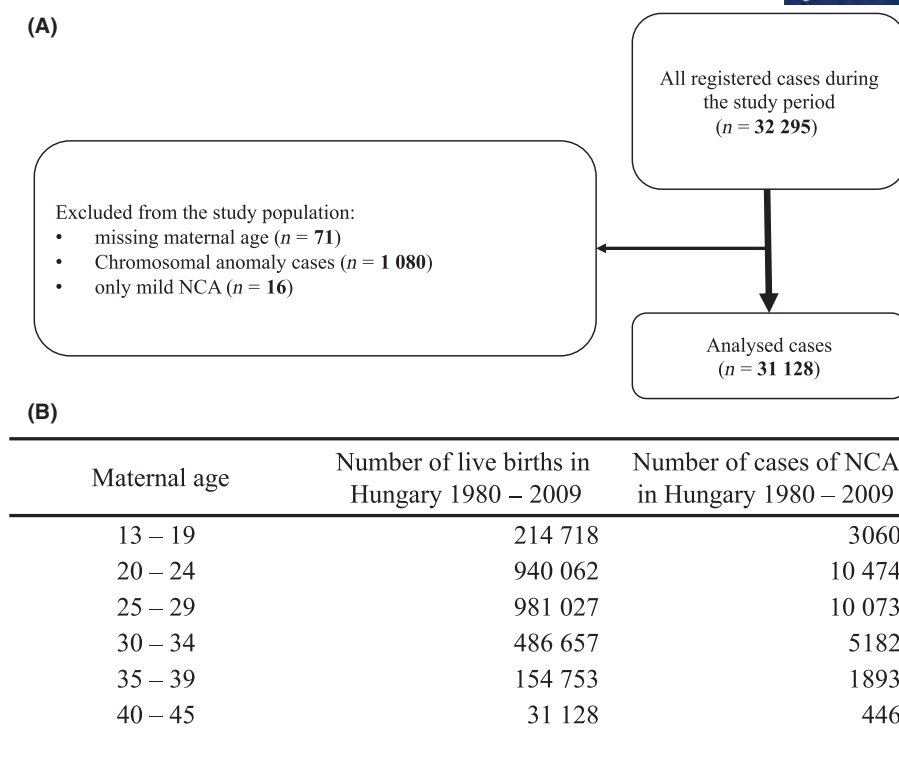 (A)
All registered cases during
the study period
(n = 32 295)
Excluded from the study population:
• missing maternal age (n = 71)
• Chromosomal anomaly cases (n = 1 080)
• only mild NCA (n = 16)
Analysed cases
(n = 31 128)
(B)
Maternal age Number of live births in Hungary 1980 – 2009 Number of cases of NCA in Hungary 1980 – 2009
13 – 19 214 718 3060
20 – 24 940 062 10 474
25 – 29 981 027 10 073
30 – 34 486 657 5182
35 – 39 154 753 1893
40 – 45 31 128 446